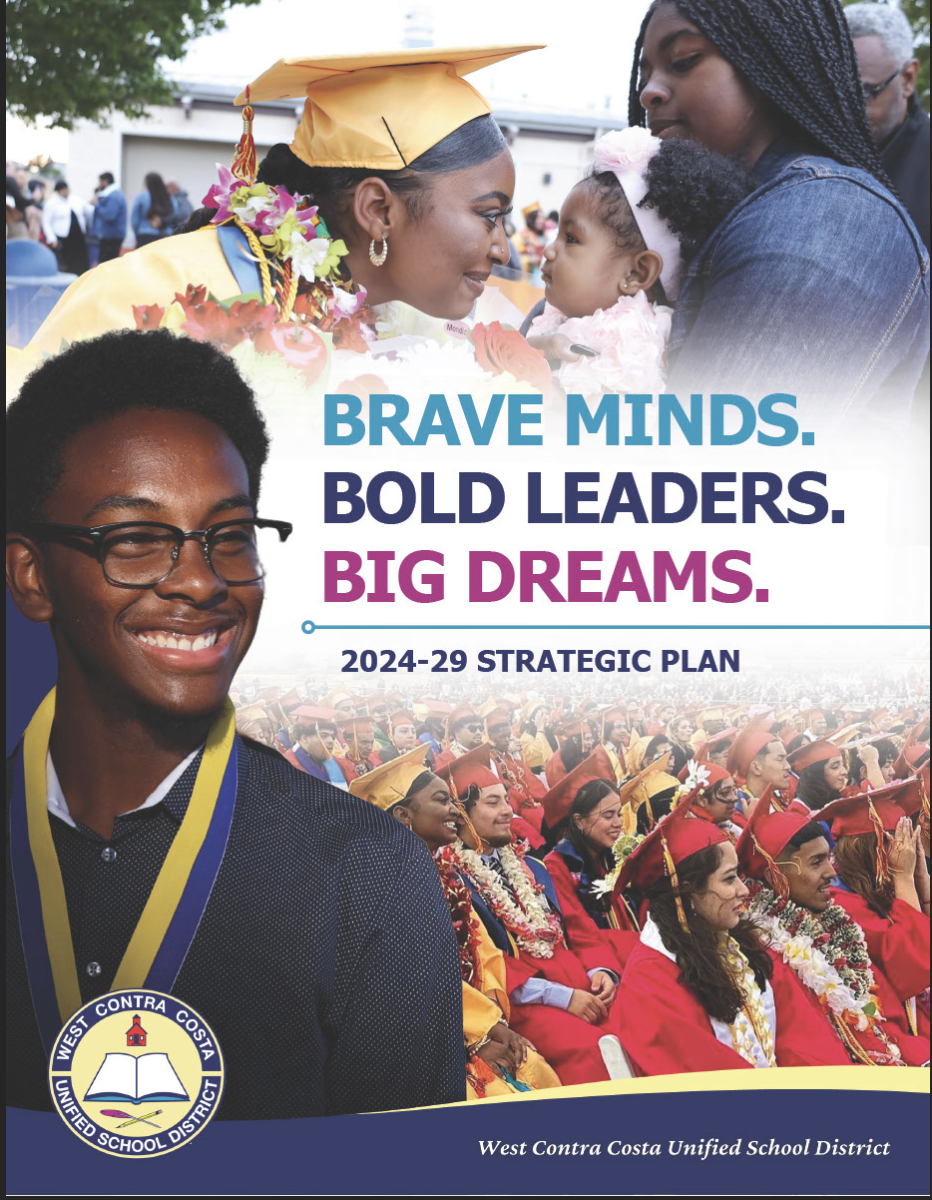 BRAVE MINDS.
BOLD LEADERS.
BIG DREAMS.
2024-29 STRATEGIC PLAN
WEST CONTRA COSTA
UNIFIED SCHOOL DISTRICT
West Contra Costa Unified School District